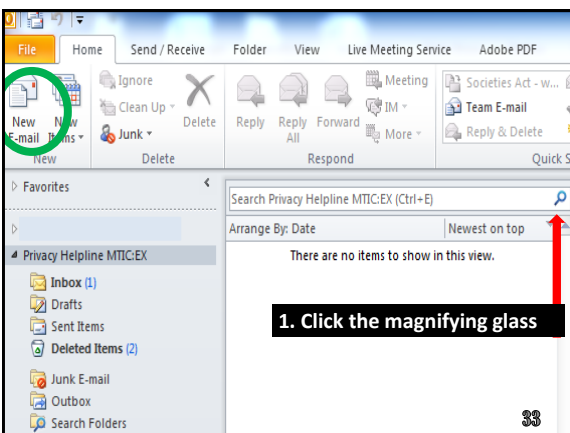 File Home Send / Receive Folder View Live Meeting Service Adobe PDF
Ignore
Clean Up
Junk
Delete
New E-mail
New Items
Reply
Reply All
Forward
Meeting
IM
More
Societies Act - w...
Team E-mail
Reply & Delete
New Delete Respond Quick S
Favorites
Search Privacy Helpline MTIC:EX (Ctrl+E)
Arrange By: Date Newest on top
Privacy Helpline MTIC:EX
There are no items to show in this view.
Inbox (1)
Drafts
Sent Items
Deleted Items (2)
Junk E-mail
Outbox
Search Folders
1. Click the magnifying glass
33